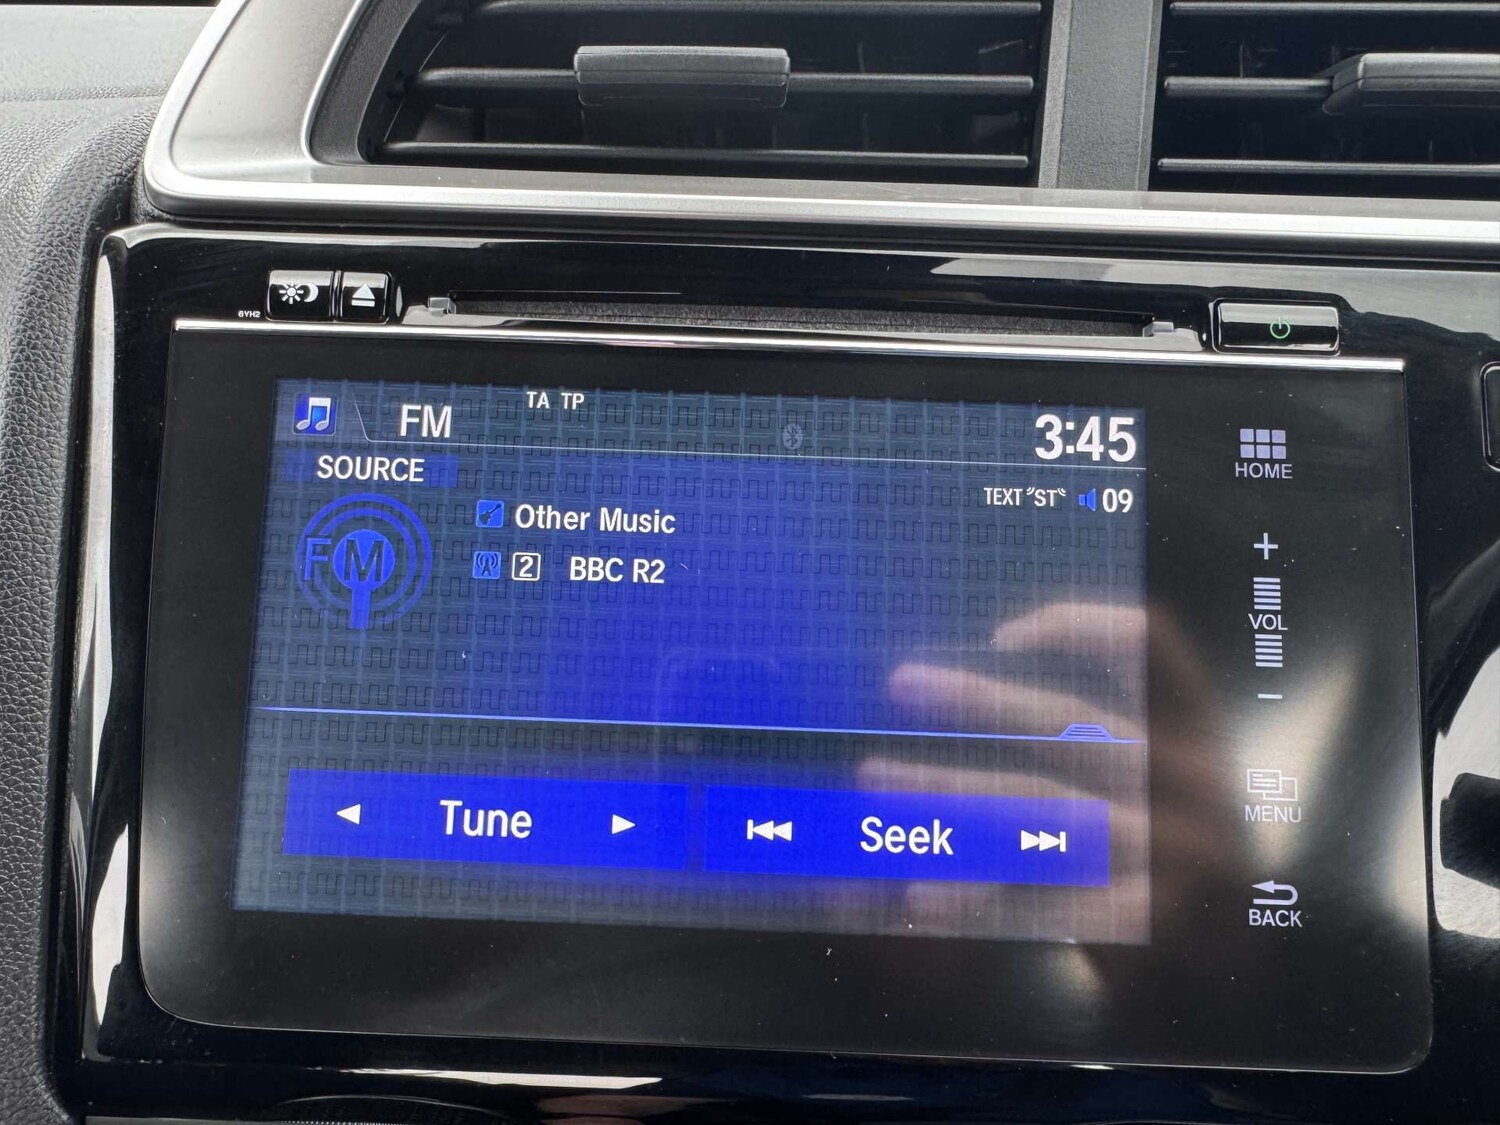 6YH2
FM
TA TP
3:45
SOURCE
TEXT "ST" 09
Other Music
FM
2 BBC R2
Tune
Seek
HOME
+
VOL
−
MENU
BACK